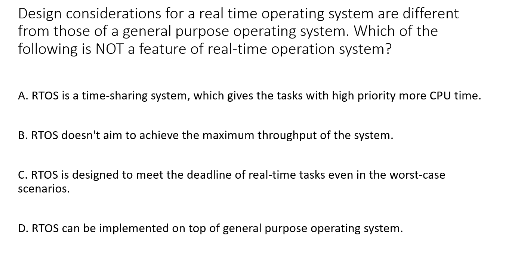 Design considerations for a real time operating system are different
from those of a general purpose operating system. Which of the
following is NOT a feature of real-time operation system?
A. RTOS is a time-sharing system, which gives the tasks with high priority more CPU time.
B. RTOS doesn't aim to achieve the maximum throughput of the system.
C. RTOS is designed to meet the deadline of real-time tasks even in the worst-case
scenarios.
D. RTOS can be implemented on top of general purpose operating system.